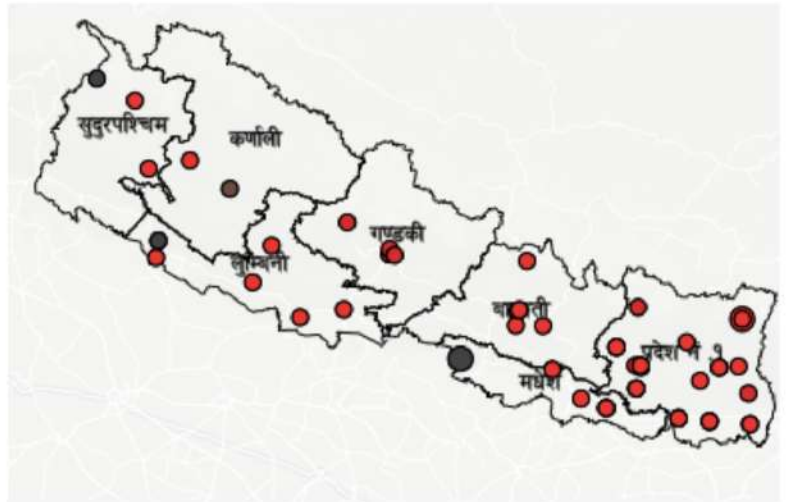 सुदुरपश्चिम
कर्णाली
गण्डकी
लुम्बिनी
प्रदेश नं १
मधेश